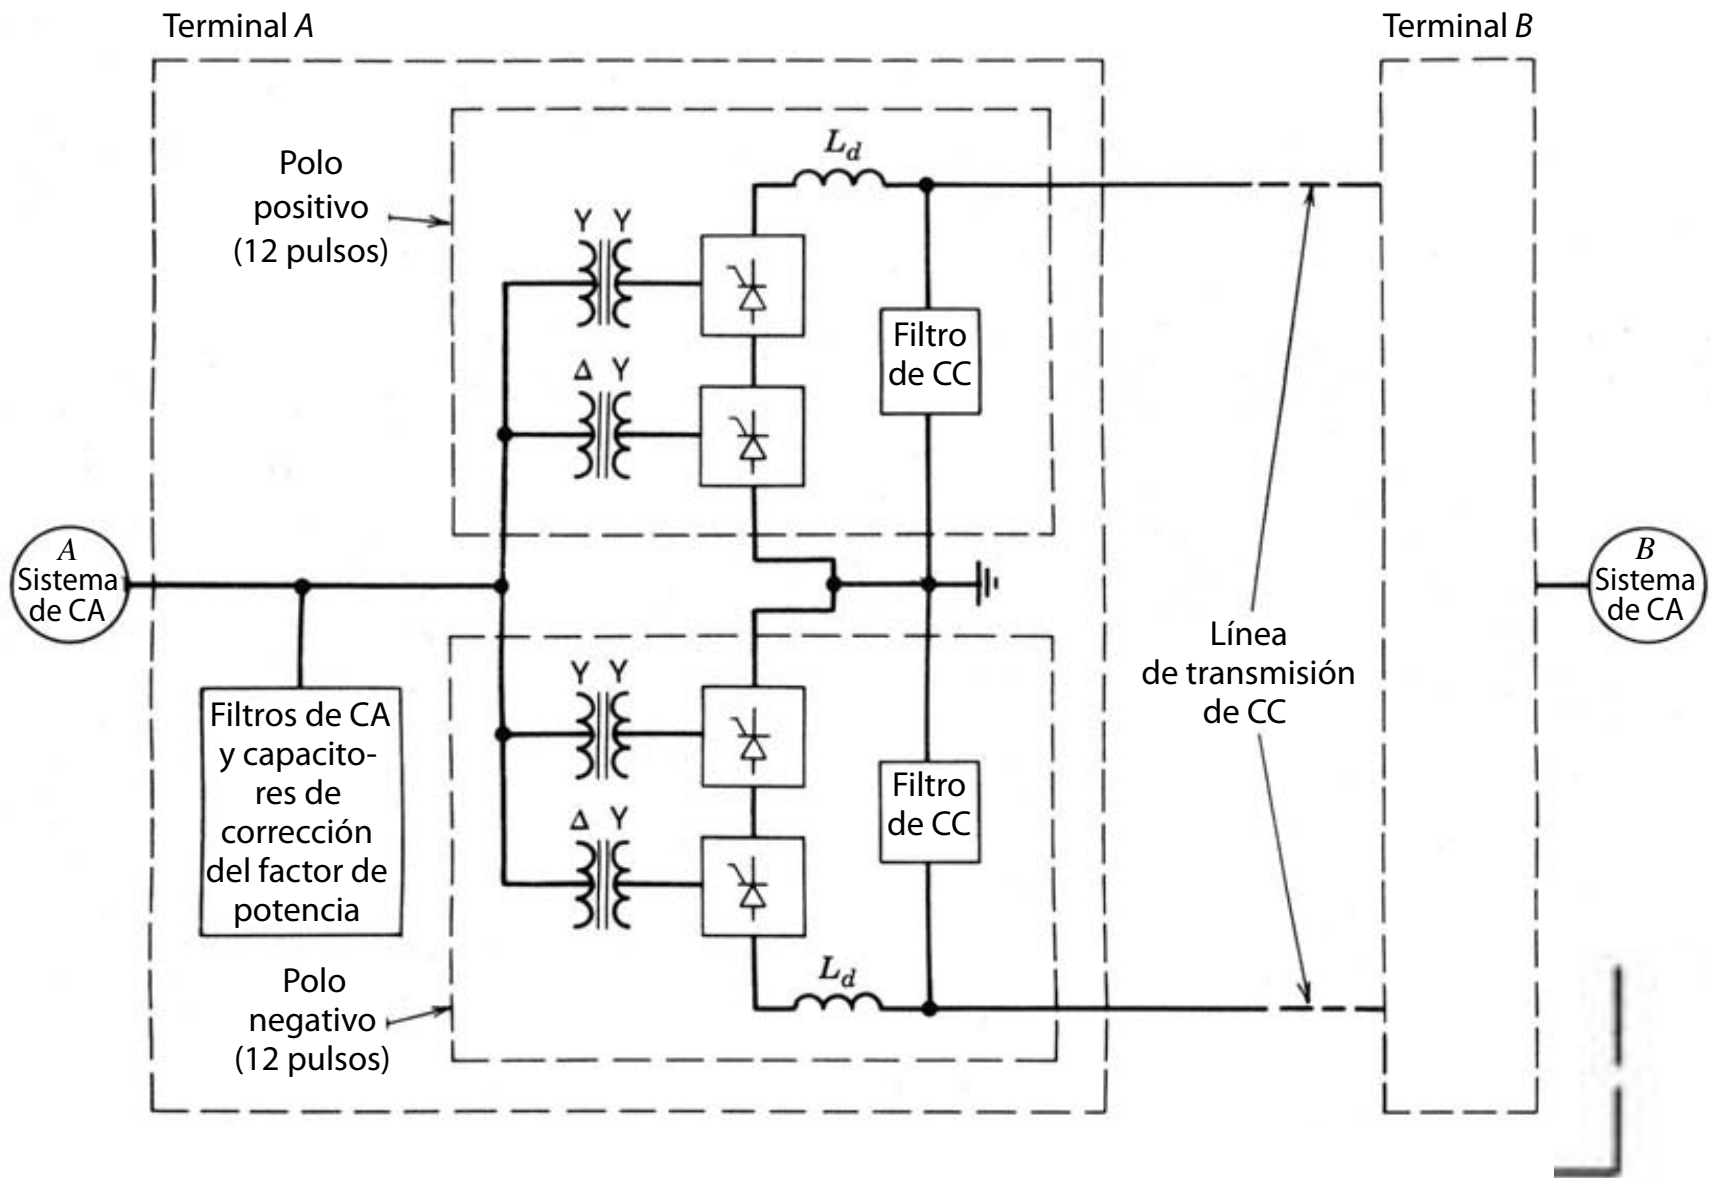 Terminal A
Terminal B
Polo
positivo
(12 pulsos)
L_d
Y Y
Δ Y
Filtro
de CC
A
Sistema
de CA
B
Sistema
de CA
Línea
de transmisión
de CC
Filtros de CA
y capacito-
res de
corrección
del factor de
potencia
Y Y
Δ Y
Filtro
de CC
Polo
negativo
(12 pulsos)
L_d